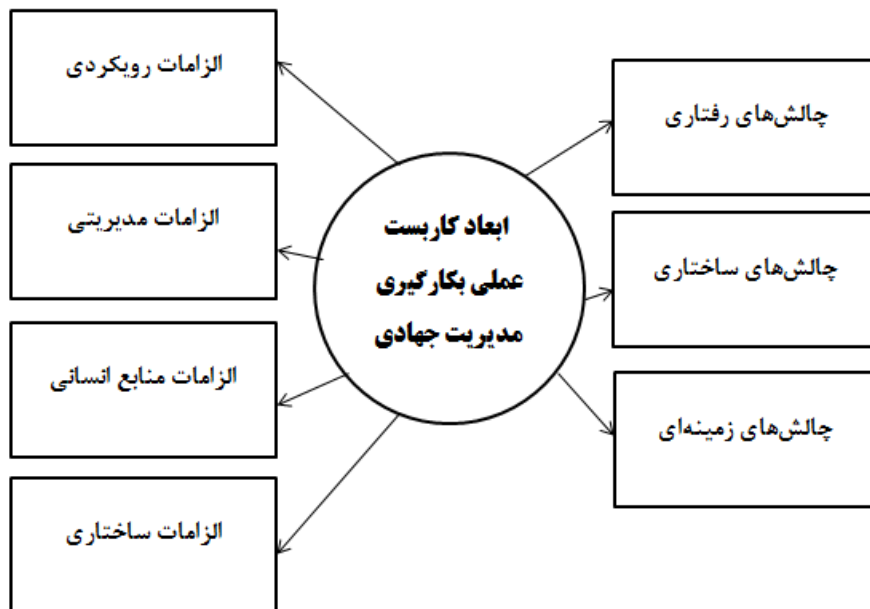 چالش‌های رفتاری
چالش‌های ساختاری
چالش‌های زمینه‌ای
ابعاد کاربست
عملی بکارگیری
مدیریت جهادی
الزامات رویکردی
الزامات مدیریتی
الزامات منابع انسانی
الزامات ساختاری